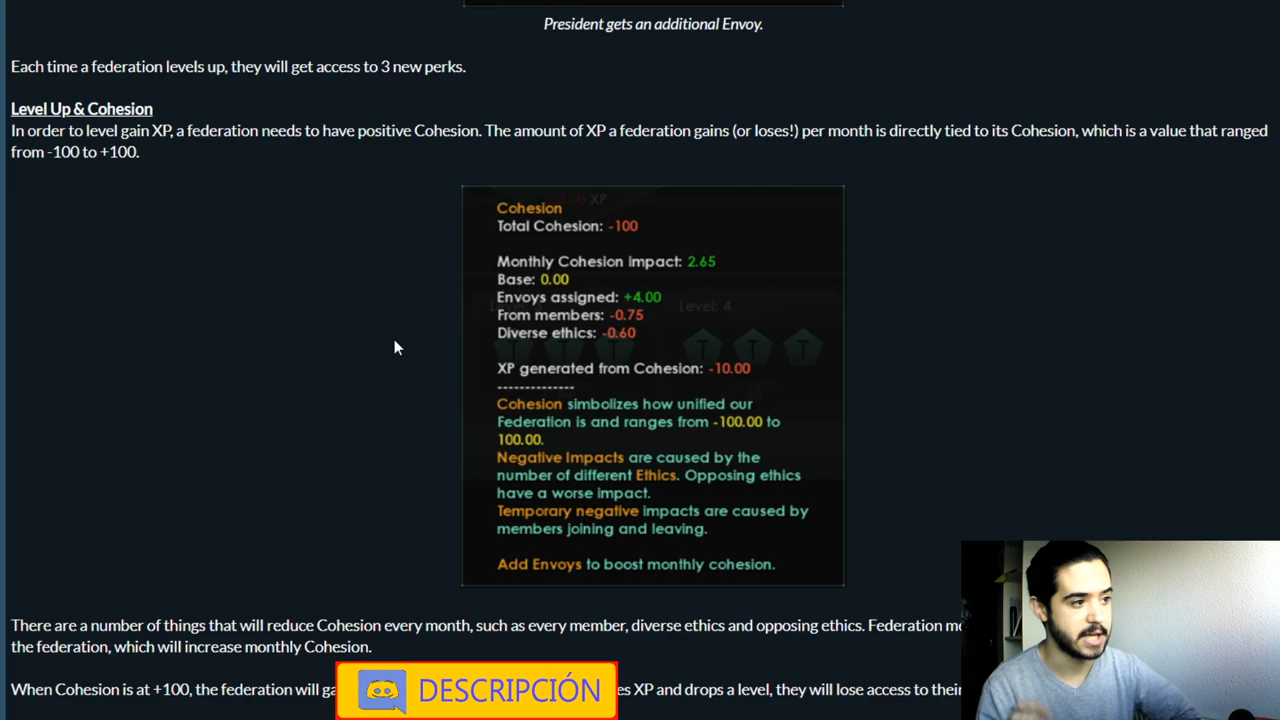 President gets an additional Envoy.
Each time a federation levels up, they will get access to 3 new perks.
Level Up & Cohesion
In order to level gain XP, a federation needs to have positive Cohesion. The amount of XP a federation gains (or loses!) per month is directly tied to its Cohesion, which is a value that ranged
from -100 to +100.
XP
Cohesion
Total Cohesion: -100
Monthly Cohesion impact: 2.65
Base: 0.00
Envoys assigned: +4.00
Level: 4
From members: -0.75
Diverse ethics: -0.60
XP generated from Cohesion: -10.00
--------------
Cohesion simbolizes how unified our
Federation is and ranges from -100.00 to
100.00.
Negative Impacts are caused by the
number of different Ethics. Opposing ethics
have a worse impact.
Temporary negative impacts are caused by
members joining and leaving.
Add Envoys to boost monthly cohesion.
There are a number of things that will reduce Cohesion every month, such as every member, diverse ethics and opposing ethics. Federation
the federation, which will increase monthly Cohesion.
When Cohesion is at +100, the federation will
XP and drops a level, they will lose access to their
DESCRIPCIÓN